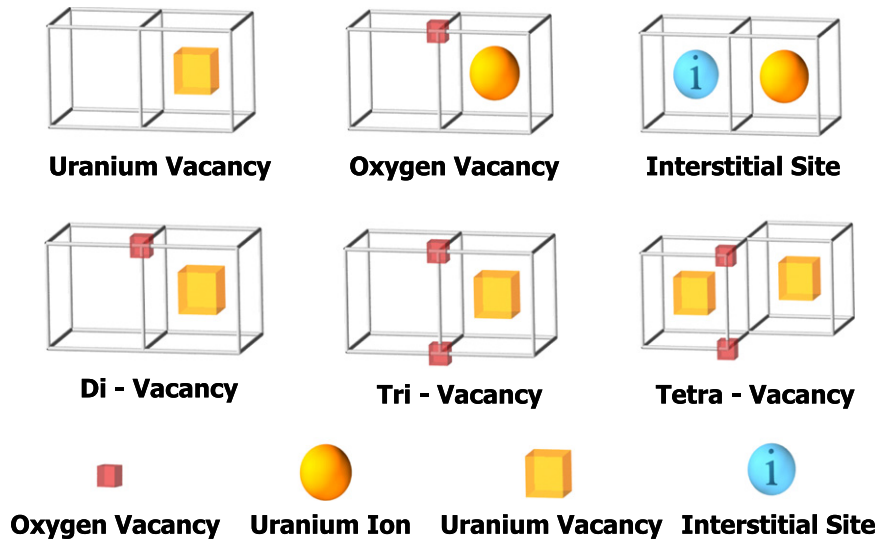 i
Uranium Vacancy
Oxygen Vacancy
Interstitial Site
Di - Vacancy
Tri - Vacancy
Tetra - Vacancy
i
Oxygen Vacancy
Uranium Ion
Uranium Vacancy
Interstitial Site